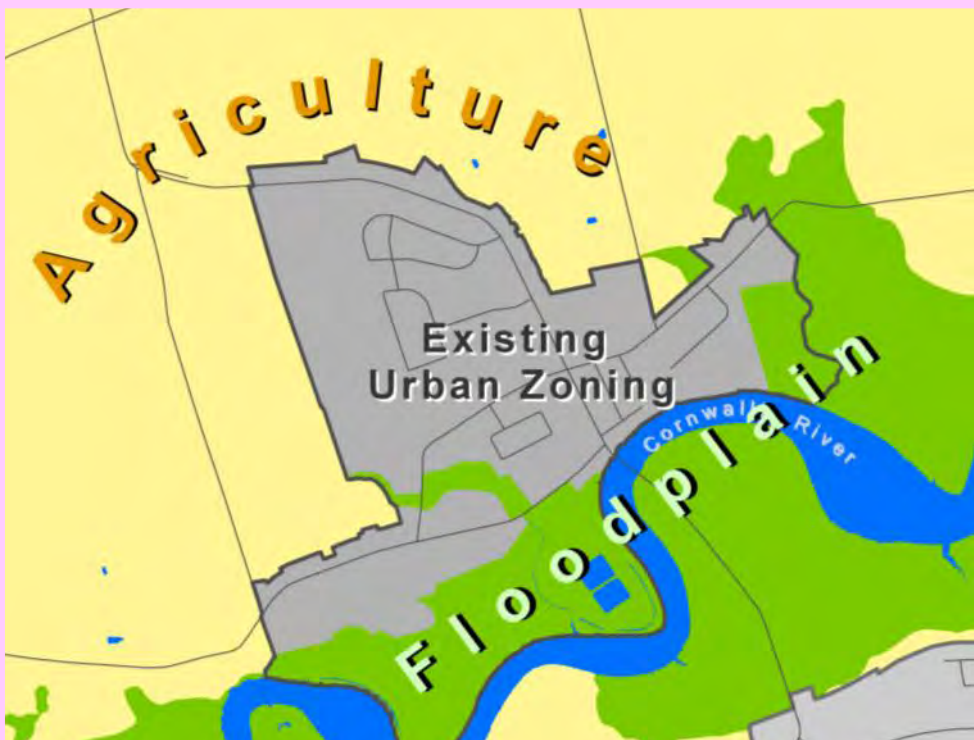 Agriculture
Existing
Urban Zoning
Cornwallis River
Floodplain